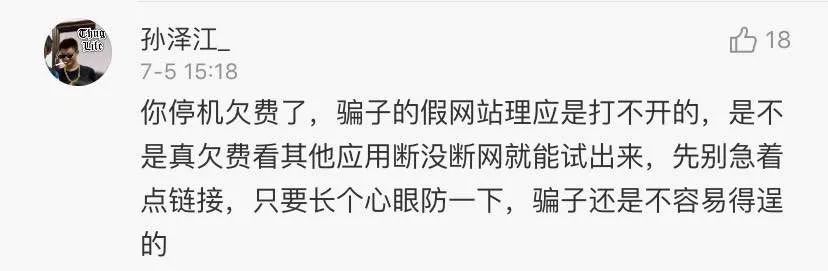 Thug
Life
孙泽江_
18
7-5 15:18
你停机欠费了，骗子的假网站理应是打不开的，是不
是真欠费看其他应用断没断网就能试出来，先别急着
点链接，只要长个心眼防一下，骗子还是不容易得逞
的